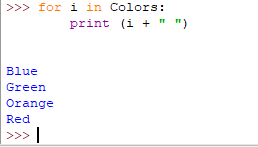 >>> for i in Colors:
        print (i + " ")
Blue
Green
Orange
Red
>>>